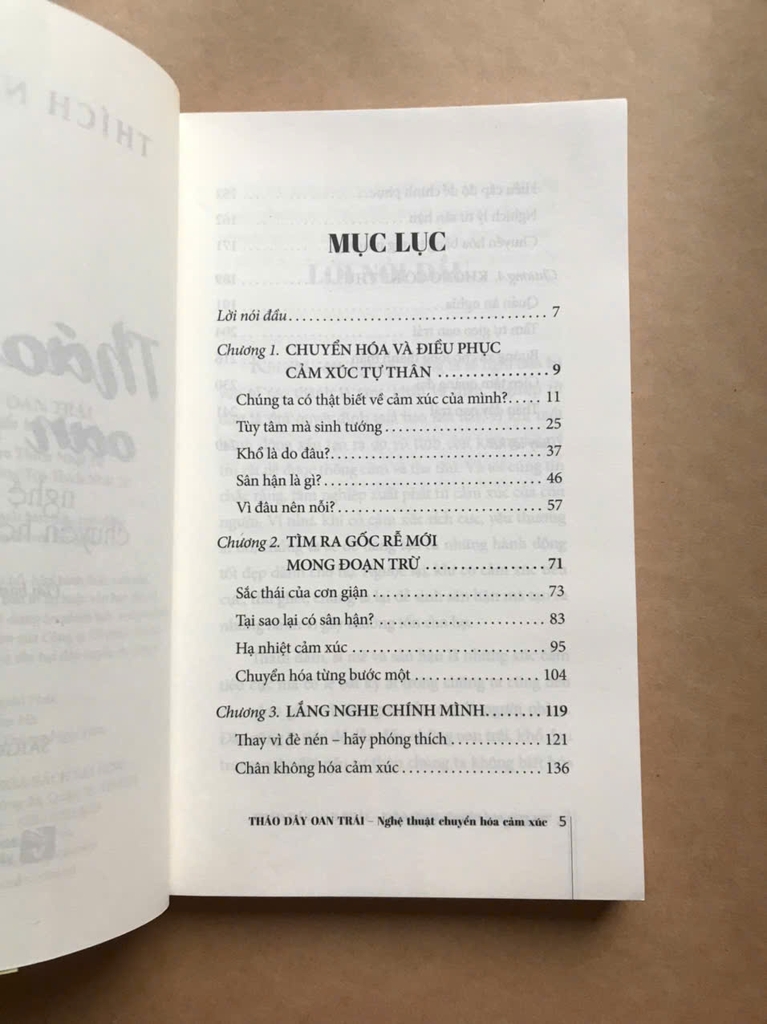 MỤC LỤC
Lời nói đầu........................................ 7
Chương 1. CHUYỂN HÓA VÀ ĐIỀU PHỤC
CẢM XÚC TỰ THÂN ................. 9
Chúng ta có thật biết về cảm xúc của mình?..... 11
Tùy tâm mà sinh tướng ........................ 25
Khổ là do đâu?................................. 37
Sân hận là gì?.................................. 46
Vì đâu nên nỗi?................................ 57
Chương 2. TÌM RA GỐC RỄ MỚI
MONG ĐOẠN TRỪ .................. 71
Sắc thái của cơn giận .......................... 73
Tại sao lại có sân hận? ......................... 83
Hạ nhiệt cảm xúc ............................. 95
Chuyển hóa từng bước một .................... 104
Chương 3. LẮNG NGHE CHÍNH MÌNH........ 119
Thay vì đè nén – hãy phóng thích .............. 121
Chân không hóa cảm xúc ...................... 136
THÁO DÂY OAN TRÁI – Nghệ thuật chuyển hóa cảm xúc 5